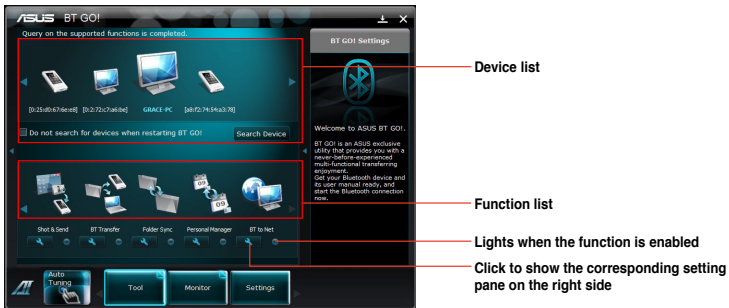 ASUS BT GO!
Query on the supported functions is completed.
BT GO! Settings
Device list
[0:25:d0:67:6e:e8] [0:2:72:c7:a6:be] GRACE-PC [a8:f2:74:54:a3:78]
Do not search for devices when restarting BT GO!
Search Device
Welcome to ASUS BT GO!.
BT GO! is an ASUS exclusive
utility that provides you with a
never-before-experienced
multi-functional transferring
enjoyment.
Get your Bluetooth device and
its user manual ready, and
start the Bluetooth connection
now.
09
09
Function list
Shot & Send BT Transfer Folder Sync Personal Manager BT to Net
Lights when the function is enabled
Click to show the corresponding setting
pane on the right side
Auto
Tuning
Tool Monitor Settings